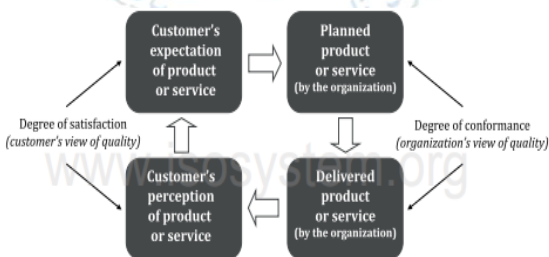 Customer's
expectation
of product
or service
Planned
product
or service
(by the organization)
Degree of satisfaction
(customer's view of quality)
Degree of conformance
(organization's view of quality)
www.isosystem.org
Customer's
perception
of product
or service
Delivered
product
or service
(by the organization)